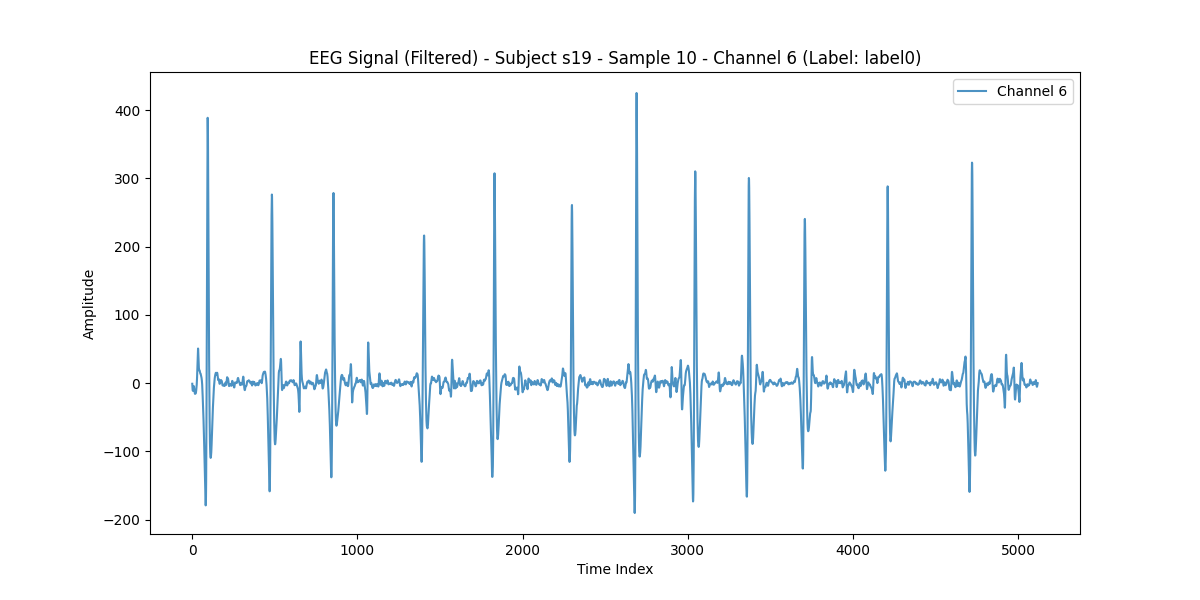 EEG Signal (Filtered) - Subject s19 - Sample 10 - Channel 6 (Label: label0)
Channel 6
400
300
200
100
0
−100
−200
Amplitude
0 1000 2000 3000 4000 5000
Time Index